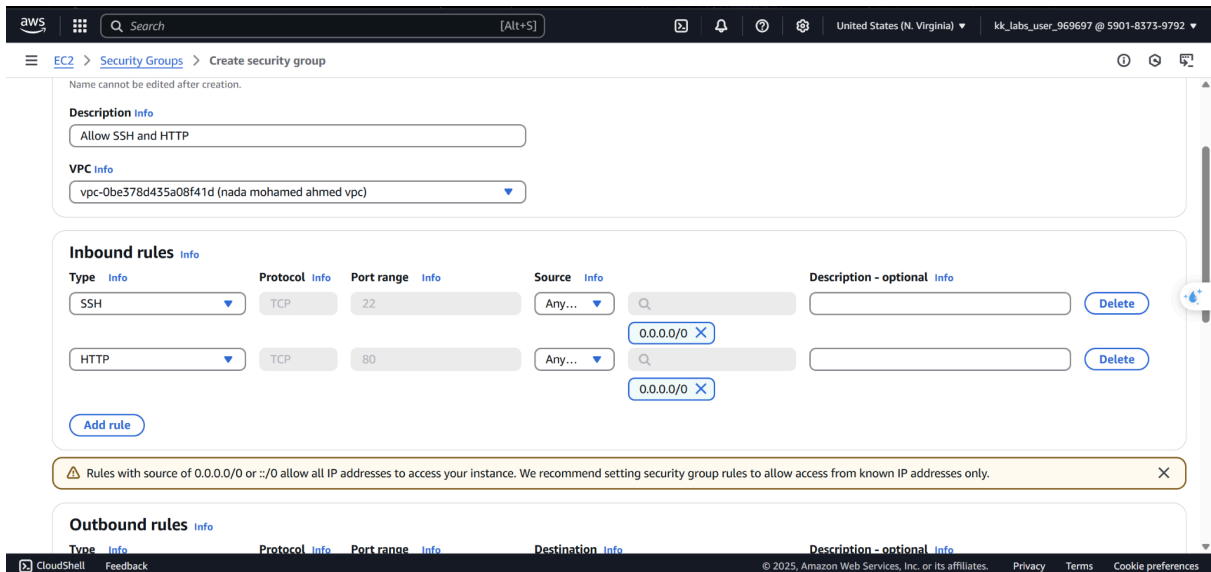 aws
Search [Alt+S]
United States (N. Virginia) kk_labs_user_969697 @ 5901-8373-9792
EC2 > Security Groups > Create security group
Name cannot be edited after creation.
Description Info
Allow SSH and HTTP
VPC Info
vpc-0be378d435a08f41d (nada mohamed ahmed vpc)
Inbound rules Info
Type Info Protocol Info Port range Info Source Info Description - optional Info
SSH TCP 22 Any... Delete
0.0.0.0/0
HTTP TCP 80 Any... Delete
0.0.0.0/0
Add rule
Rules with source of 0.0.0.0/0 or ::/0 allow all IP addresses to access your instance. We recommend setting security group rules to allow access from known IP addresses only.
Outbound rules Info
Type Info Protocol Info Port range Info Destination Info Description - optional Info
CloudShell Feedback © 2025, Amazon Web Services, Inc. or its affiliates. Privacy Terms Cookie preferences